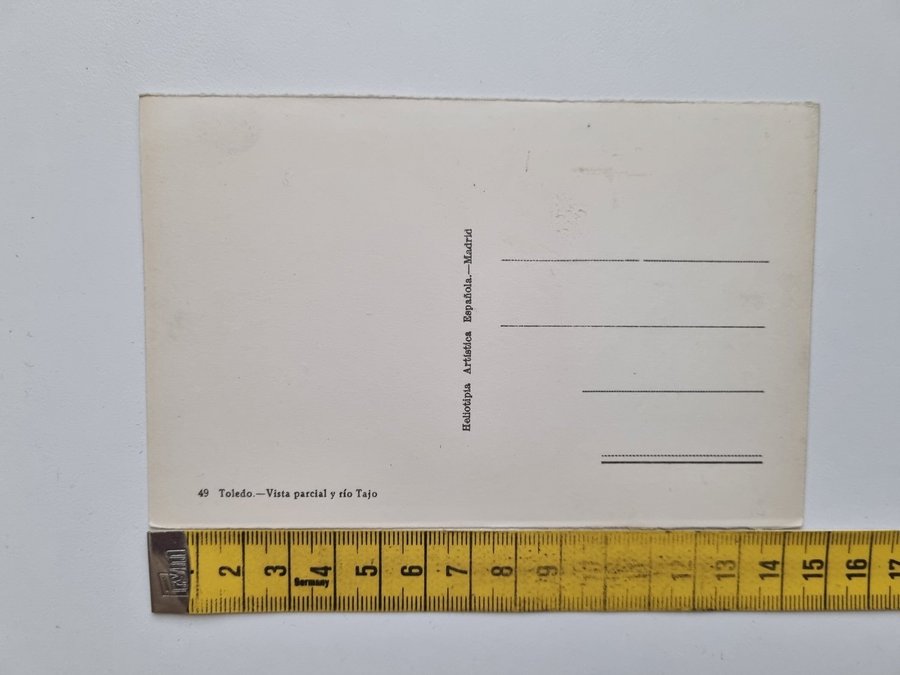 Heliotipia Artística Española.—Madrid
49 Toledo.—Vista parcial y río Tajo
2 3 4 5 6 7 8 9 10 11 12 13 14 15 16 17
Germany